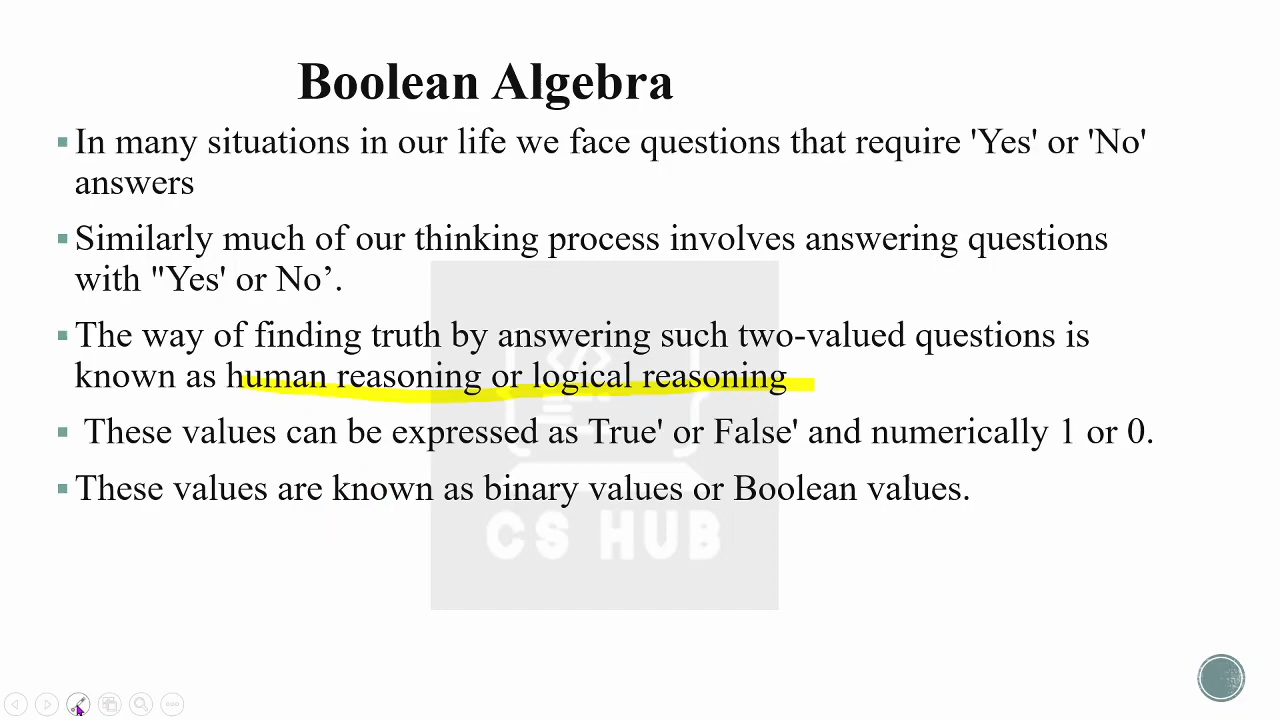 Boolean Algebra
In many situations in our life we face questions that require 'Yes' or 'No'
answers
Similarly much of our thinking process involves answering questions
with "Yes' or No’.
The way of finding truth by answering such two-valued questions is
known as human reasoning or logical reasoning
These values can be expressed as True' or False' and numerically 1 or 0.
These values are known as binary values or Boolean values.
CS HUB